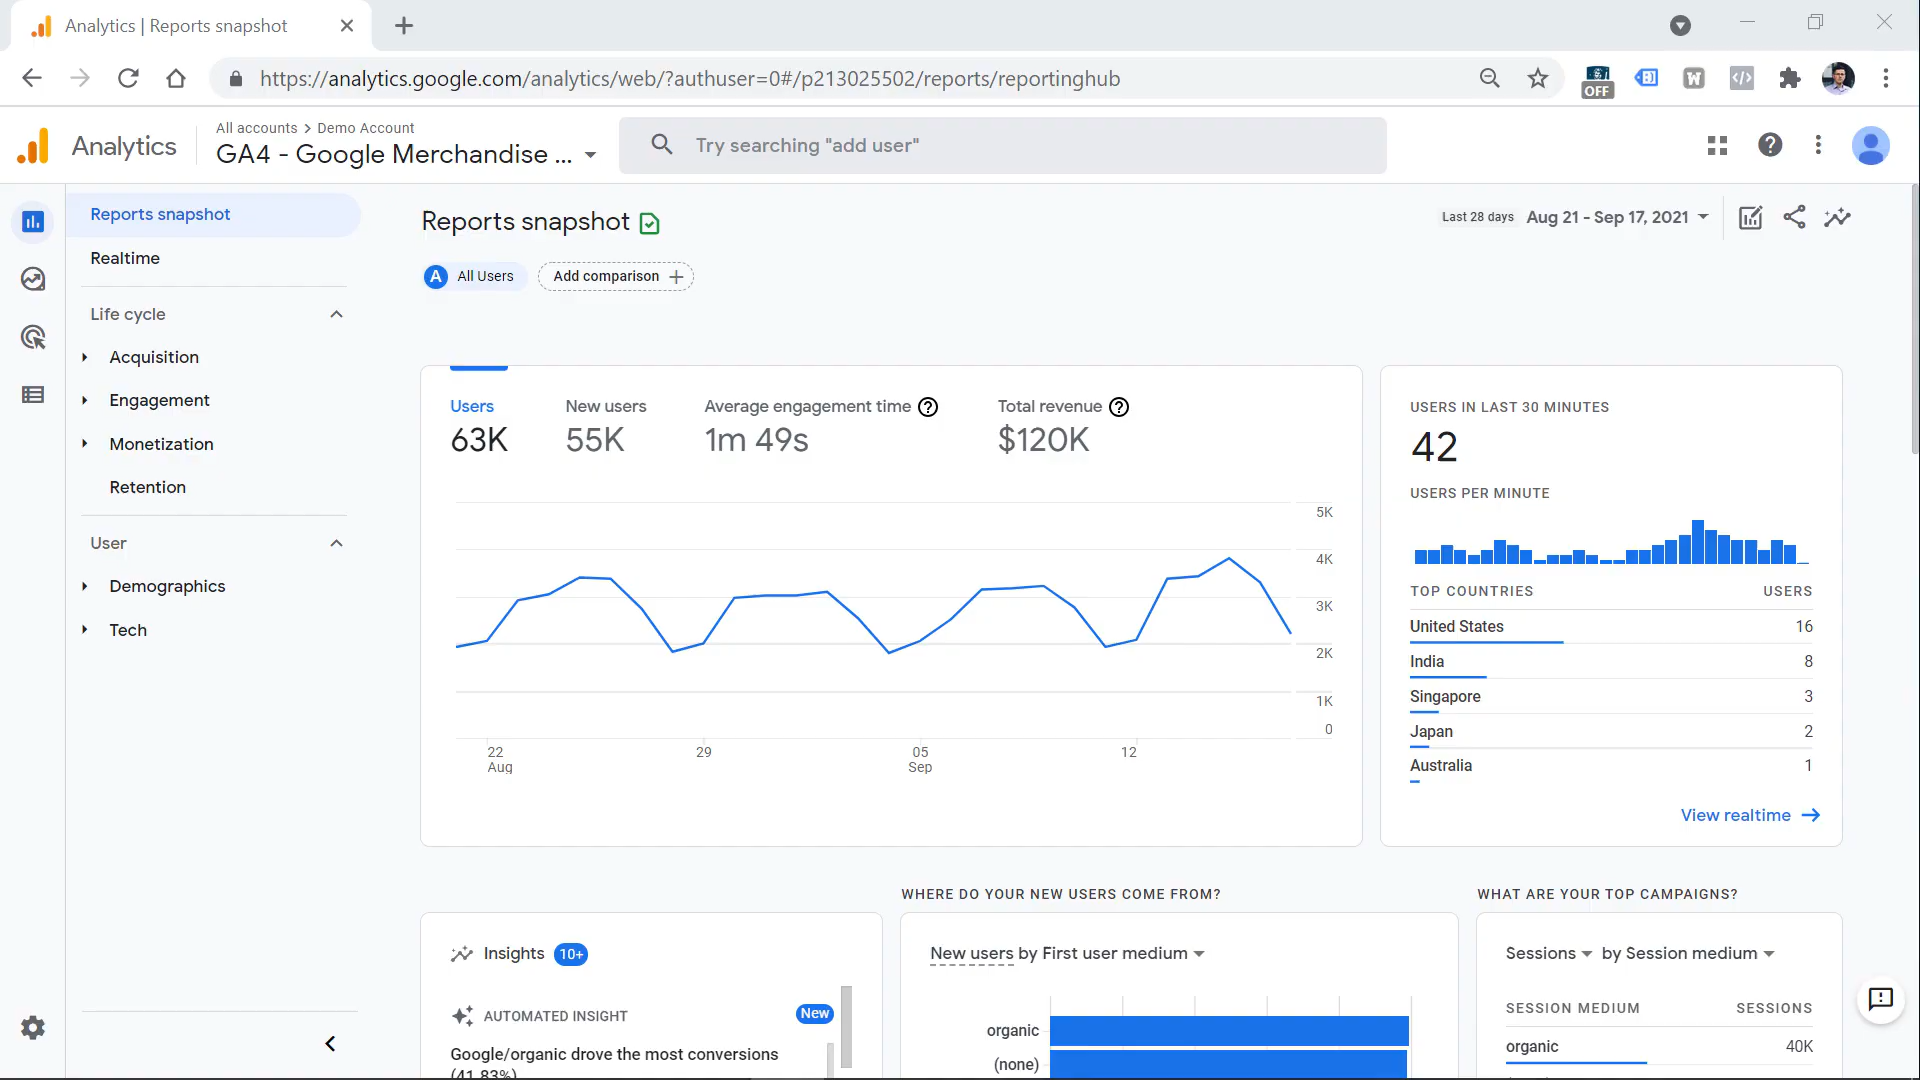 Analytics | Reports snapshot
https://analytics.google.com/analytics/web/?authuser=0#/p213025502/reports/reportinghub
OFF
W
Analytics
All accounts > Demo Account
GA4 - Google Merchandise ...
Try searching "add user"
Reports snapshot
Realtime
Life cycle
Acquisition
Engagement
Monetization
Retention
User
Demographics
Tech
Reports snapshot
Last 28 days Aug 21 - Sep 17, 2021
A All Users
Add comparison +
Users
63K
New users
55K
Average engagement time
1m 49s
Total revenue
$120K
5K
4K
3K
2K
1K
0
22
Aug
29
05
Sep
12
USERS IN LAST 30 MINUTES
42
USERS PER MINUTE
TOP COUNTRIES USERS
United States 16
India 8
Singapore 3
Japan 2
Australia 1
View realtime
Insights 10+
AUTOMATED INSIGHT New
Google/organic drove the most conversions
(41.83%)
WHERE DO YOUR NEW USERS COME FROM?
New users by First user medium
organic
(none)
WHAT ARE YOUR TOP CAMPAIGNS?
Sessions by Session medium
SESSION MEDIUM SESSIONS
organic 40K